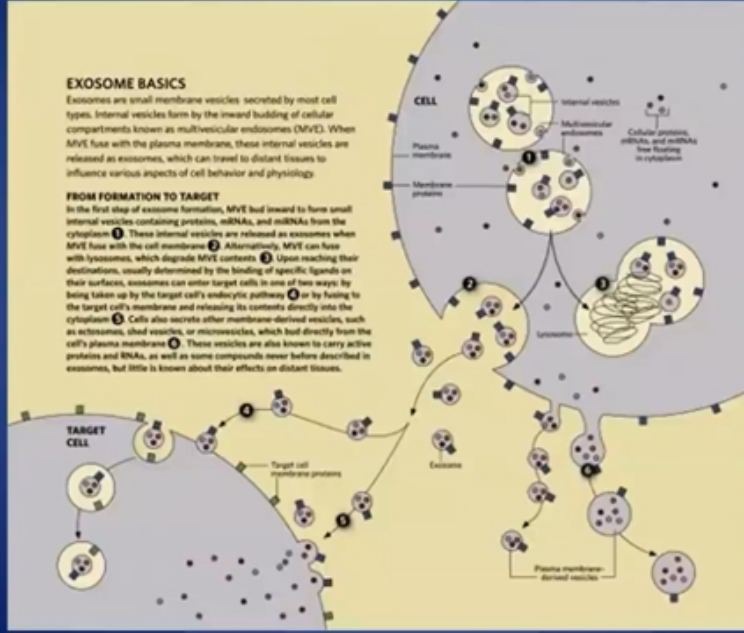 EXOSOME BASICS
Exosomes are small membrane vesicles secreted by most cell
types. Internal vesicles form by the inward budding of cellular
compartments known as multivesicular endosomes (MVE). When
MVE fuse with the plasma membrane, these internal vesicles are
released as exosomes, which can travel to distant tissues to
influence various aspects of cell behavior and physiology.
FROM FORMATION TO TARGET
In the first step of exosome formation, MVE bud inward to form small
internal vesicles containing proteins, mRNAs, and miRNAs from the
cytoplasm 1. These internal vesicles are released as exosomes when
MVE fuse with the cell membrane 2. Alternatively, MVE can fuse
with lysosomes, which degrade MVE contents 3. Upon reaching their
destinations, usually determined by the binding of specific ligands on
their surfaces, exosomes can enter target cells in one of two ways: by
being taken up by the target cell's endocytic pathway 4 or by fusing to
the target cell's membrane and releasing its contents directly into the
cytoplasm 5. Cells also secrete other membrane-derived vesicles, such
as ectosomes, shed vesicles, or microvesicles, which bud directly from the
cell's plasma membrane 6. These vesicles are also known to carry active
proteins and RNAs, as well as some compounds never before described in
exosomes, but little is known about their effects on distant tissues.
CELL
Internal vesicles
Multivesicular
endosomes
Cellular proteins,
mRNAs, and miRNAs
free floating
in cytoplasm
Plasma
membrane
Membrane
proteins
1
2
3
Lysosome
4
TARGET
CELL
Target cell
membrane proteins
Exosome
6
5
Plasma membrane-
derived vesicles